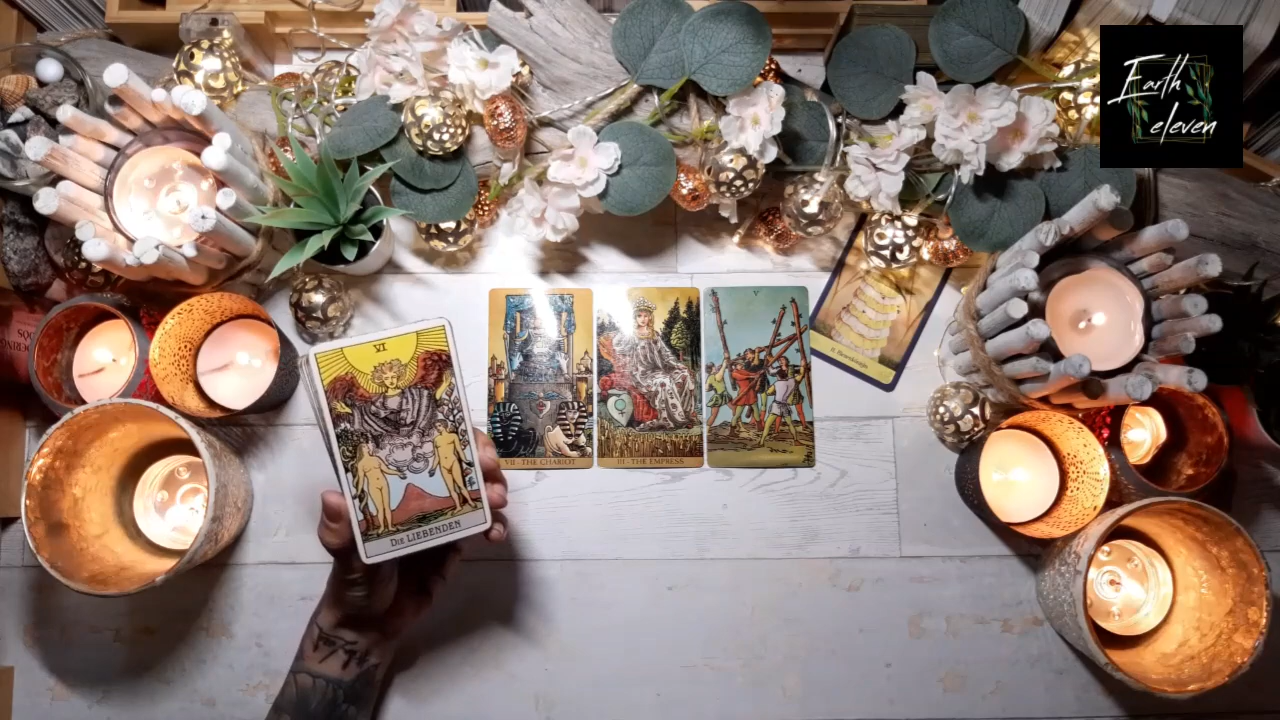 Earth
eleven
VI
DIE LIEBENDEN
VII - THE CHARIOT
III - THE EMPRESS
V